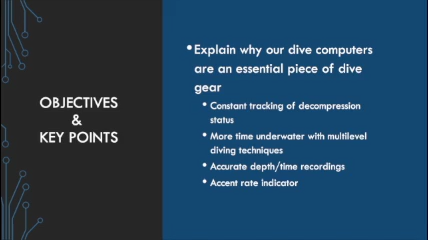 OBJECTIVES
&
KEY POINTS
•Explain why our dive computers
are an essential piece of dive
gear
• Constant tracking of decompression
status
• More time underwater with multilevel
diving techniques
• Accurate depth/time recordings
• Accent rate indicator